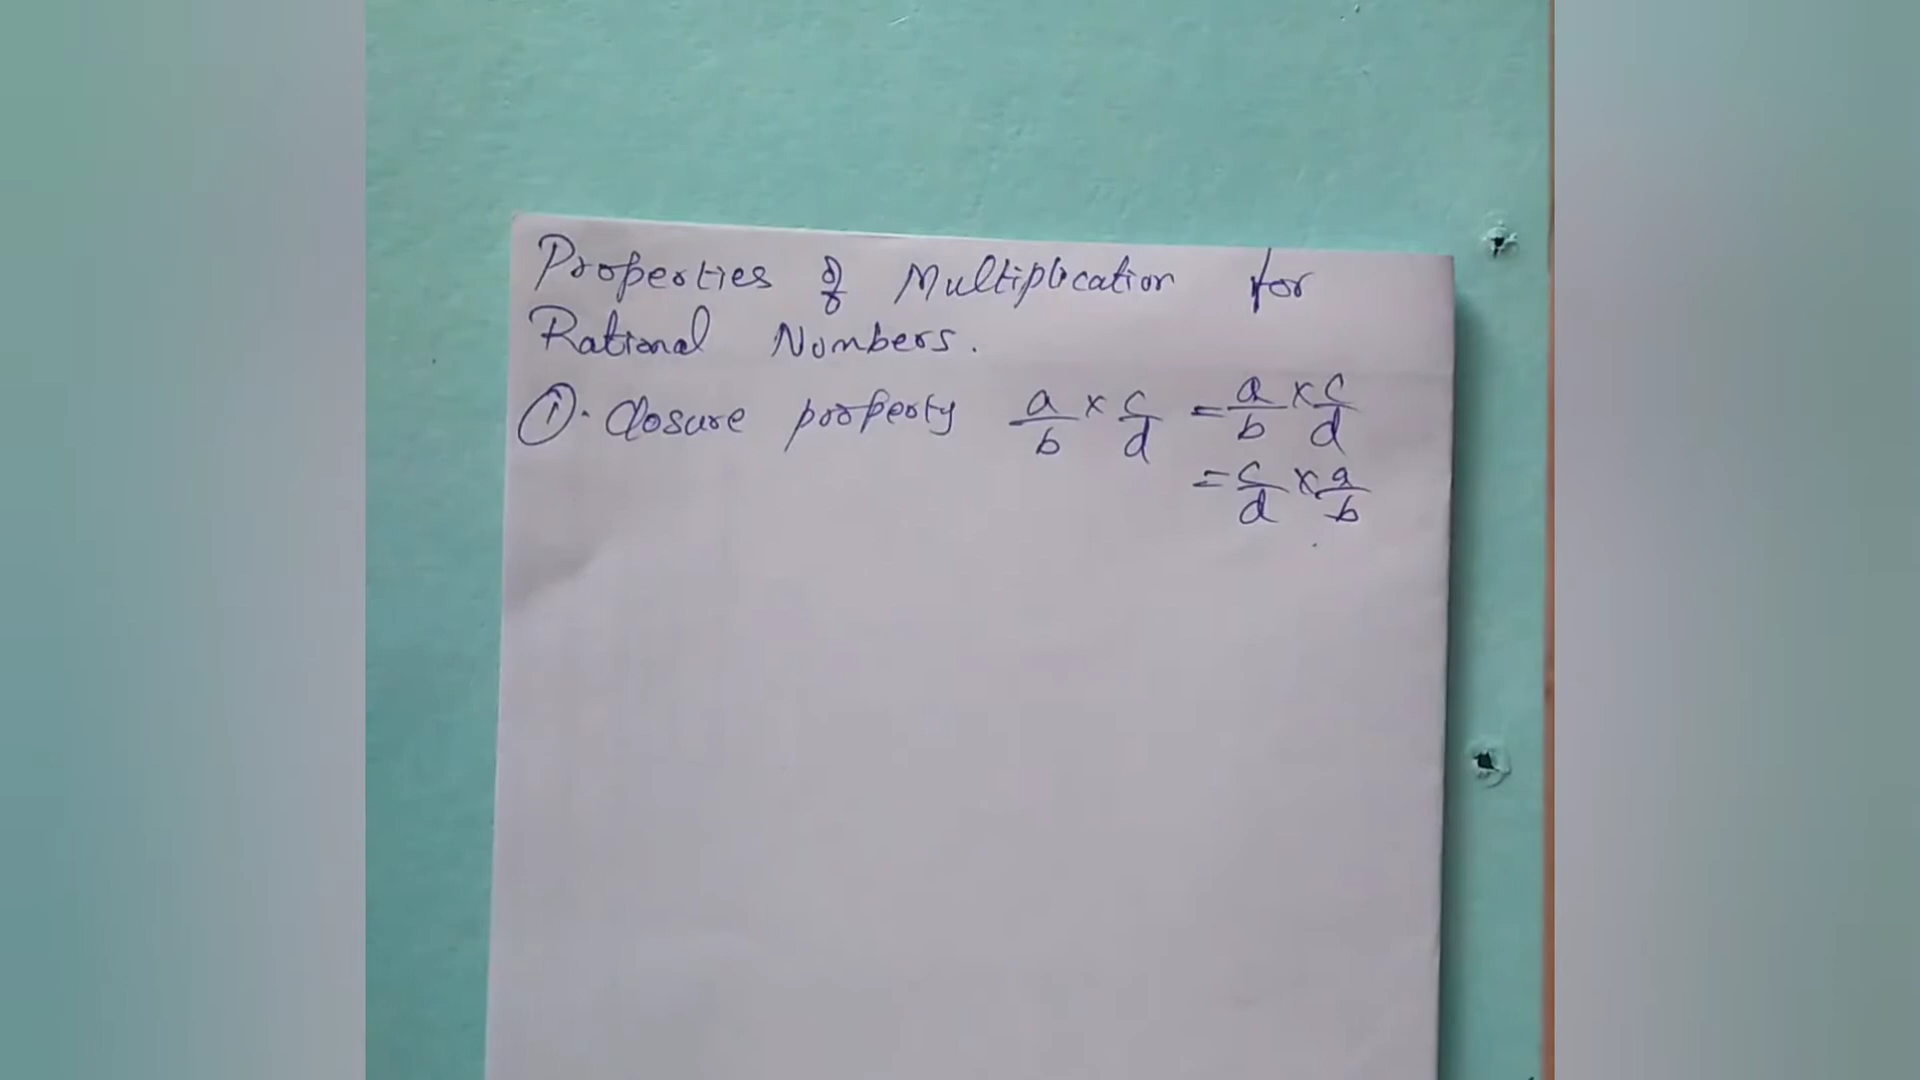 Properties of Multiplication for
Rational Numbers.
①. Closure property a/b × c/d = a/b × c/d
= c/d × a/b